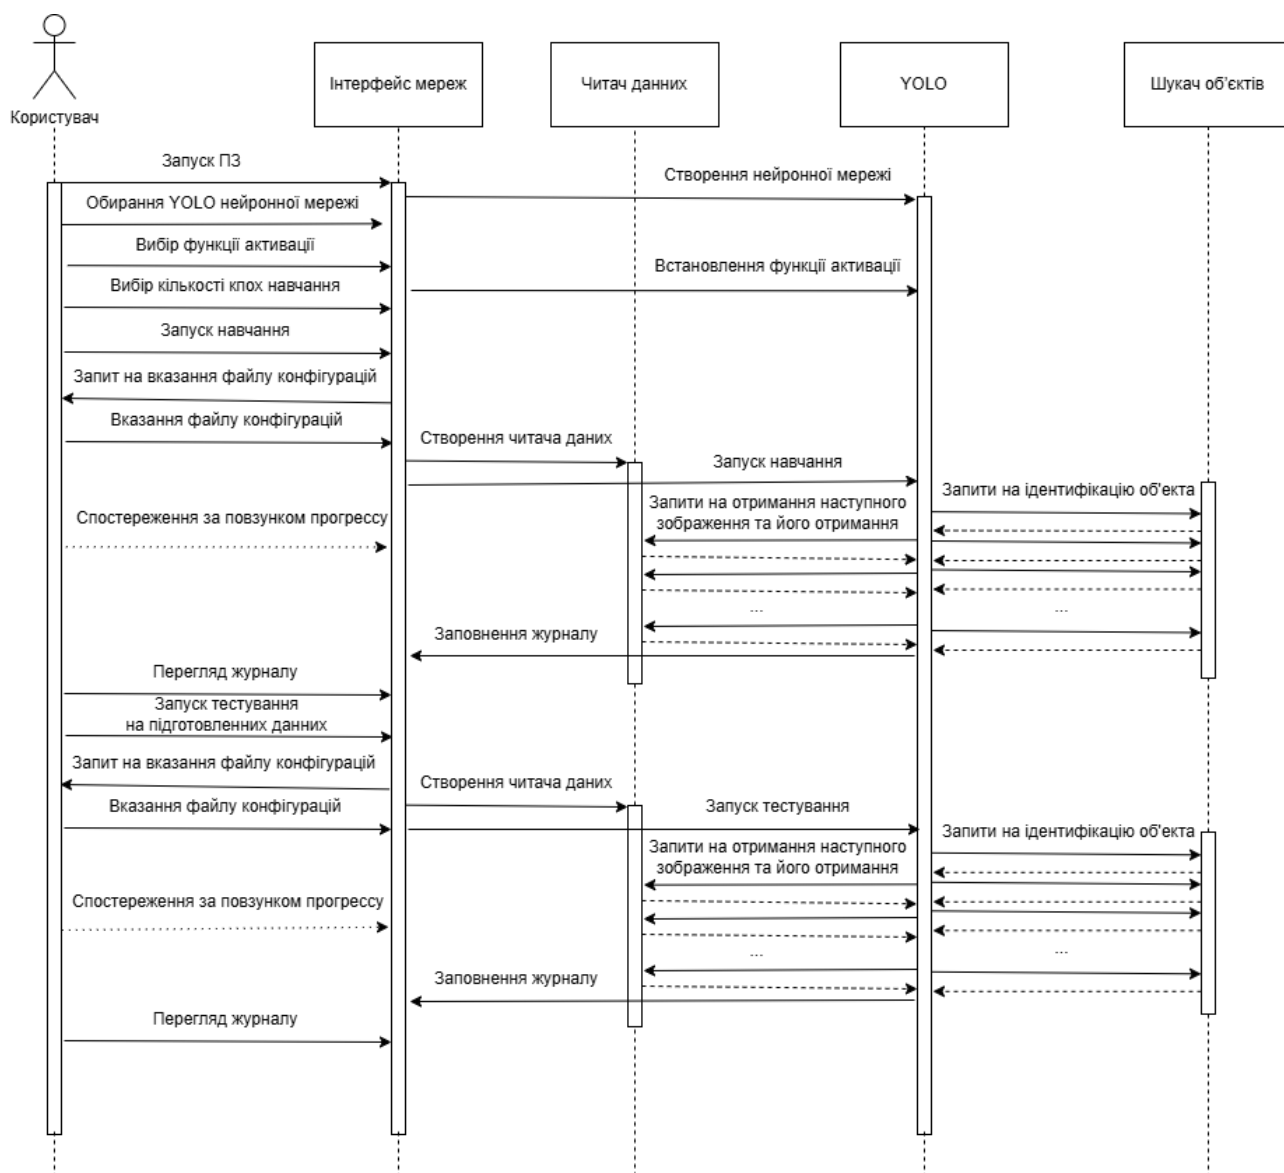 Користувач
Інтерфейс мереж
Читач данних
YOLO
Шукач об'єктів
Запуск ПЗ
Створення нейронної мережі
Обирання YOLO нейронної мережі
Вибір функції активації
Встановлення функції активації
Вибір кількості клох навчання
Запуск навчання
Запит на вказання файлу конфігурацій
Вказання файлу конфігурацій
Створення читача даних
Запуск навчання
Запити на ідентифікацію об'екта
Запити на отримання наступного
зображення та його отримання
Спостереження за повзунком прогрессу
...
...
Заповнення журналу
Перегляд журналу
Запуск тестування
на підготовленних данних
Запит на вказання файлу конфігурацій
Створення читача даних
Вказання файлу конфігурацій
Запуск тестування
Запити на ідентифікацію об'екта
Запити на отримання наступного
зображення та його отримання
Спостереження за повзунком прогрессу
...
...
Заповнення журналу
Перегляд журналу